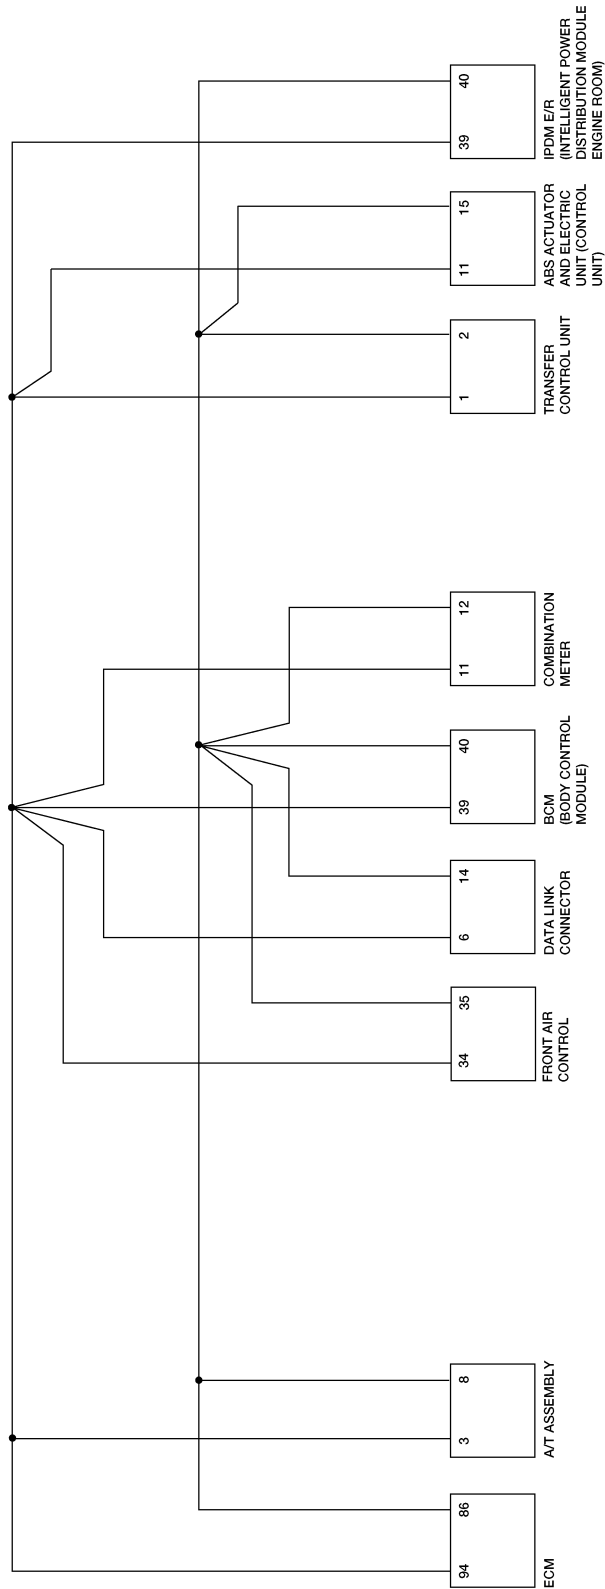 94
86
ECM
3
8
A/T ASSEMBLY
34
35
FRONT AIR
CONTROL
6
14
DATA LINK
CONNECTOR
39
40
BCM
(BODY CONTROL
MODULE)
11
12
COMBINATION
METER
1
2
TRANSFER
CONTROL UNIT
11
15
ABS ACTUATOR
AND ELECTRIC
UNIT (CONTROL
UNIT)
39
40
IPDM E/R
(INTELLIGENT POWER
DISTRIBUTION MODULE
ENGINE ROOM)